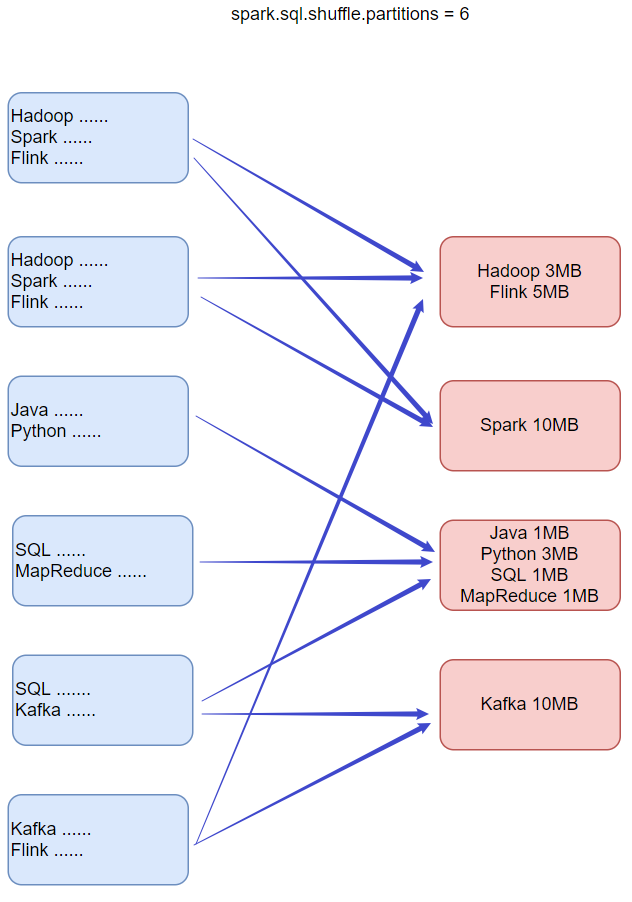 spark.sql.shuffle.partitions = 6
Hadoop ......
Spark ......
Flink ......
Hadoop ......
Spark ......
Flink ......
Java ......
Python ......
SQL ......
MapReduce ......
SQL .......
Kafka ......
Kafka ......
Flink ......
Hadoop 3MB
Flink 5MB
Spark 10MB
Java 1MB
Python 3MB
SQL 1MB
MapReduce 1MB
Kafka 10MB